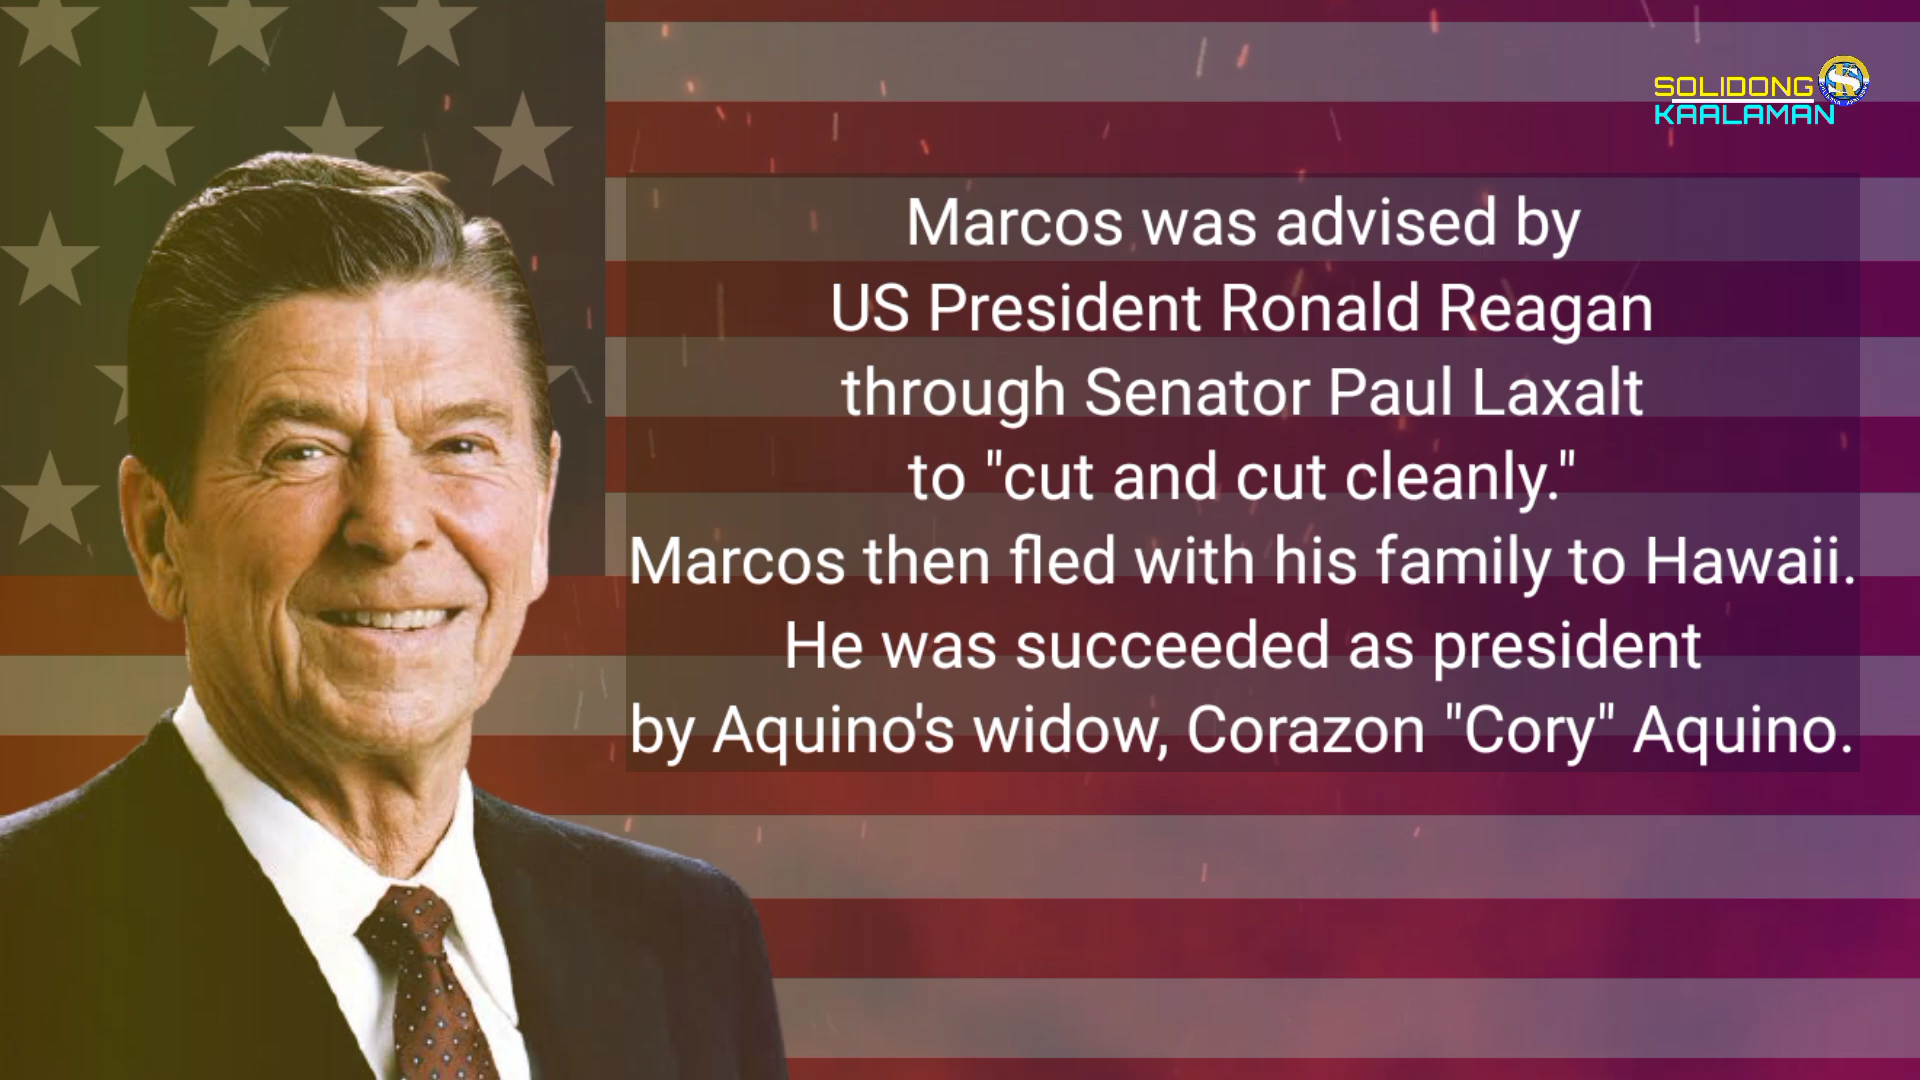 SOLIDONG
KAALAMAN
Marcos was advised by
US President Ronald Reagan
through Senator Paul Laxalt
to "cut and cut cleanly."
Marcos then fled with his family to Hawaii.
He was succeeded as president
by Aquino's widow, Corazon "Cory" Aquino.